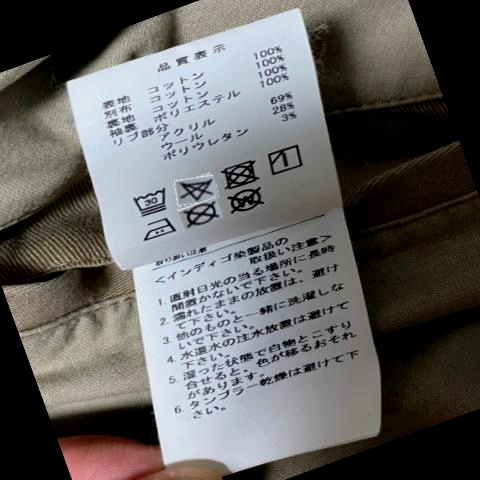 品質表示
表地 コットン 100%
別布 コットン 100%
裏地 コットン 100%
袖裏 ポリエステル 100%
リブ部分
アクリル 69%
ウール 28%
ポリウレタン 3%
30
W
取り扱い注意
<インディゴ染製品の
取扱い注意>
1. 直射日光の当る場所に長時
間置かないで下さい。
2. 濡れたままの放置は、避け
て下さい。
3. 他のものと一緒に洗濯しな
いで下さい。
4. 水道水の注水放置は避けて
下さい。
5. 湿った状態で白物とこすり
合せると、色が移るおそれ
があります。
6. タンブラー乾燥は避けて下
さい。